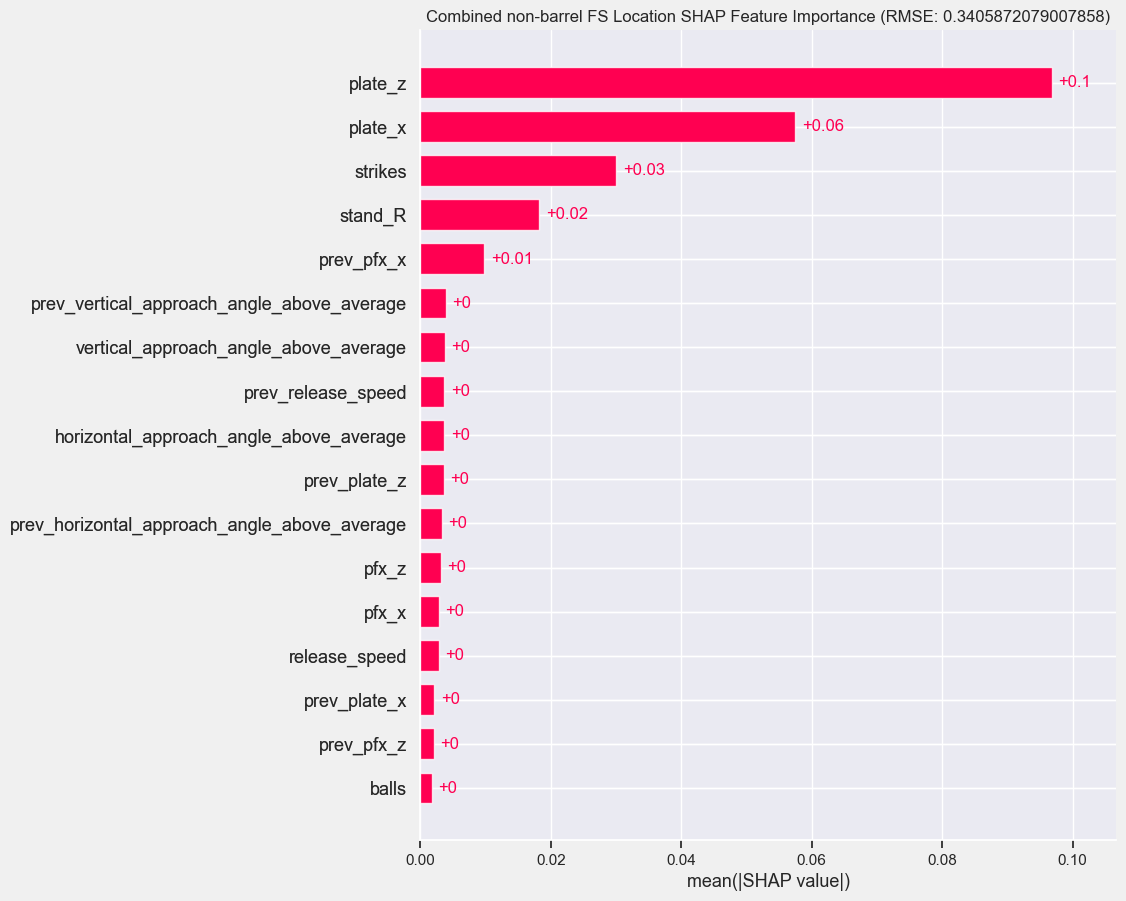 Combined non-barrel FS Location SHAP Feature Importance (RMSE: 0.3405872079007858)
plate_z +0.1
plate_x +0.06
strikes +0.03
stand_R +0.02
prev_pfx_x +0.01
prev_vertical_approach_angle_above_average +0
vertical_approach_angle_above_average +0
prev_release_speed +0
horizontal_approach_angle_above_average +0
prev_plate_z +0
prev_horizontal_approach_angle_above_average +0
pfx_z +0
pfx_x +0
release_speed +0
prev_plate_x +0
prev_pfx_z +0
balls +0
0.00 0.02 0.04 0.06 0.08 0.10
mean(|SHAP value|)